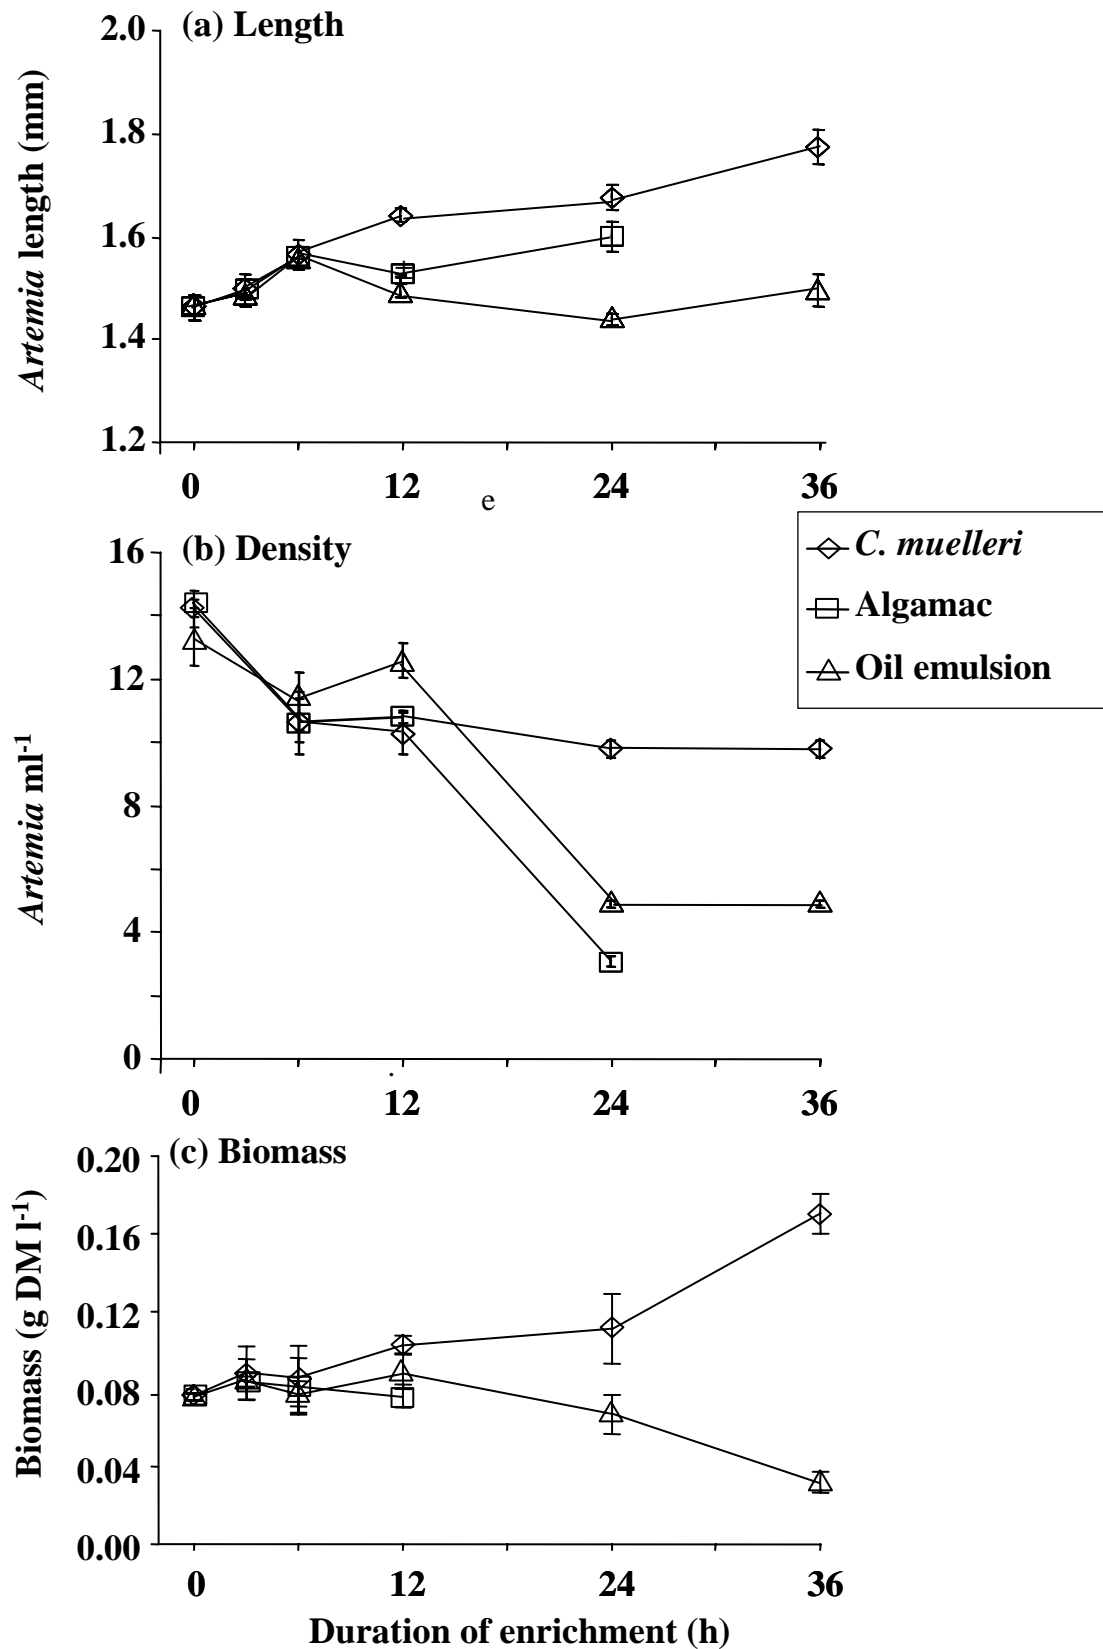 (a) Length
2.0
1.8
1.6
1.4
1.2
Artemia length (mm)
0 12 24 36
e
(b) Density
16
12
8
4
0
Artemia ml-1
C. muelleri
Algamac
Oil emulsion
0 12 24 36
(c) Biomass
0.20
0.16
0.12
0.08
0.04
0.00
Biomass (g DM l-1)
0 12 24 36
Duration of enrichment (h)